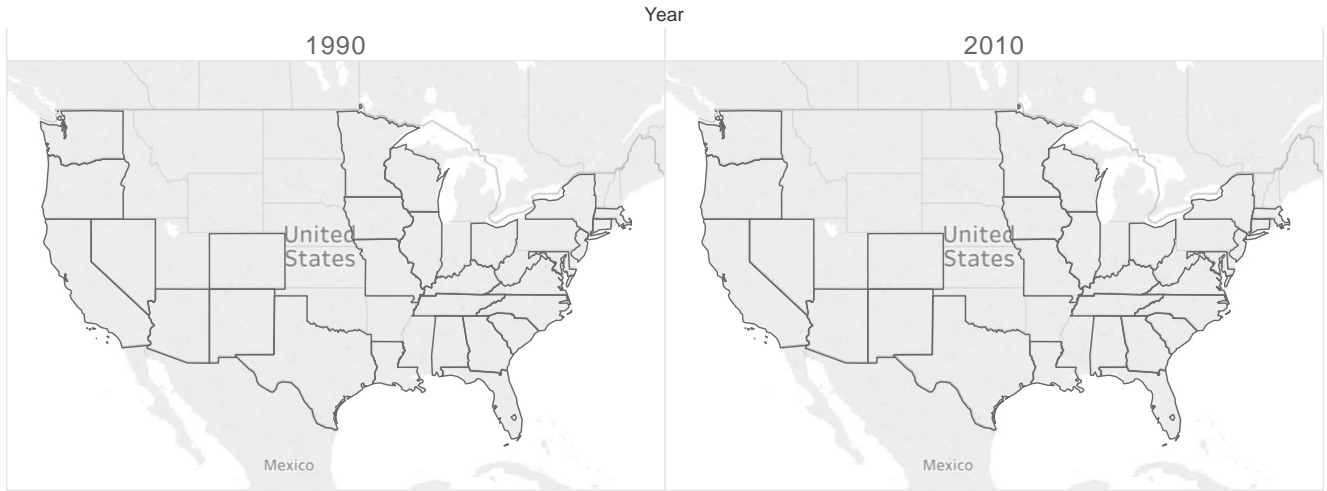 Year
1990
2010
United
States
United
States
Mexico
Mexico